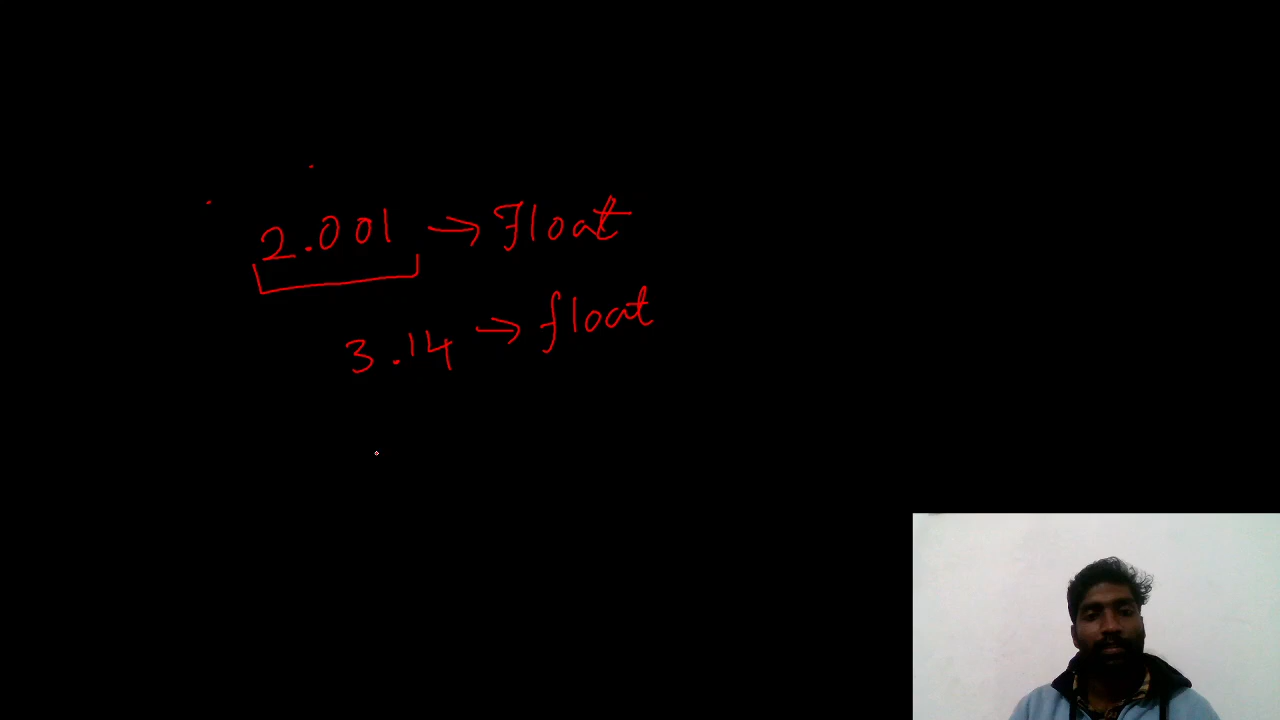 2.001 → Float
3.14 → float